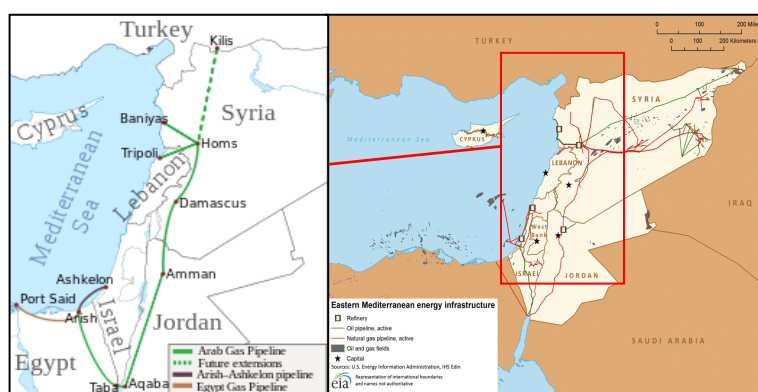 Turkey
Kilis
Cyprus
Syria
Baniyas
Homs
Tripoli
Lebanon
Mediterranean
Sea
Damascus
Ashkelon
Amman
Port Said
Arish
Israel
Jordan
Egypt
Taba
Aqaba
Arab Gas Pipeline
Future extensions
Arish–Ashkelon pipeline
Egypt Gas Pipeline
0 100 200 Mile
0 100 200 Kilometers
TURKEY
SYRIA
Mediterranean Sea
CYPRUS
LEBANON
IRAQ
West
Bank
ISRAEL
JORDAN
SAUDI ARABIA
Eastern Mediterranean energy infrastructure
Refinery
Oil pipeline, active
Natural gas pipeline, active
Oil and gas fields
Capital
Sources: U.S. Energy Information Administration, IHS Edin
eia
Representation of international boundaries
and names not authoritative